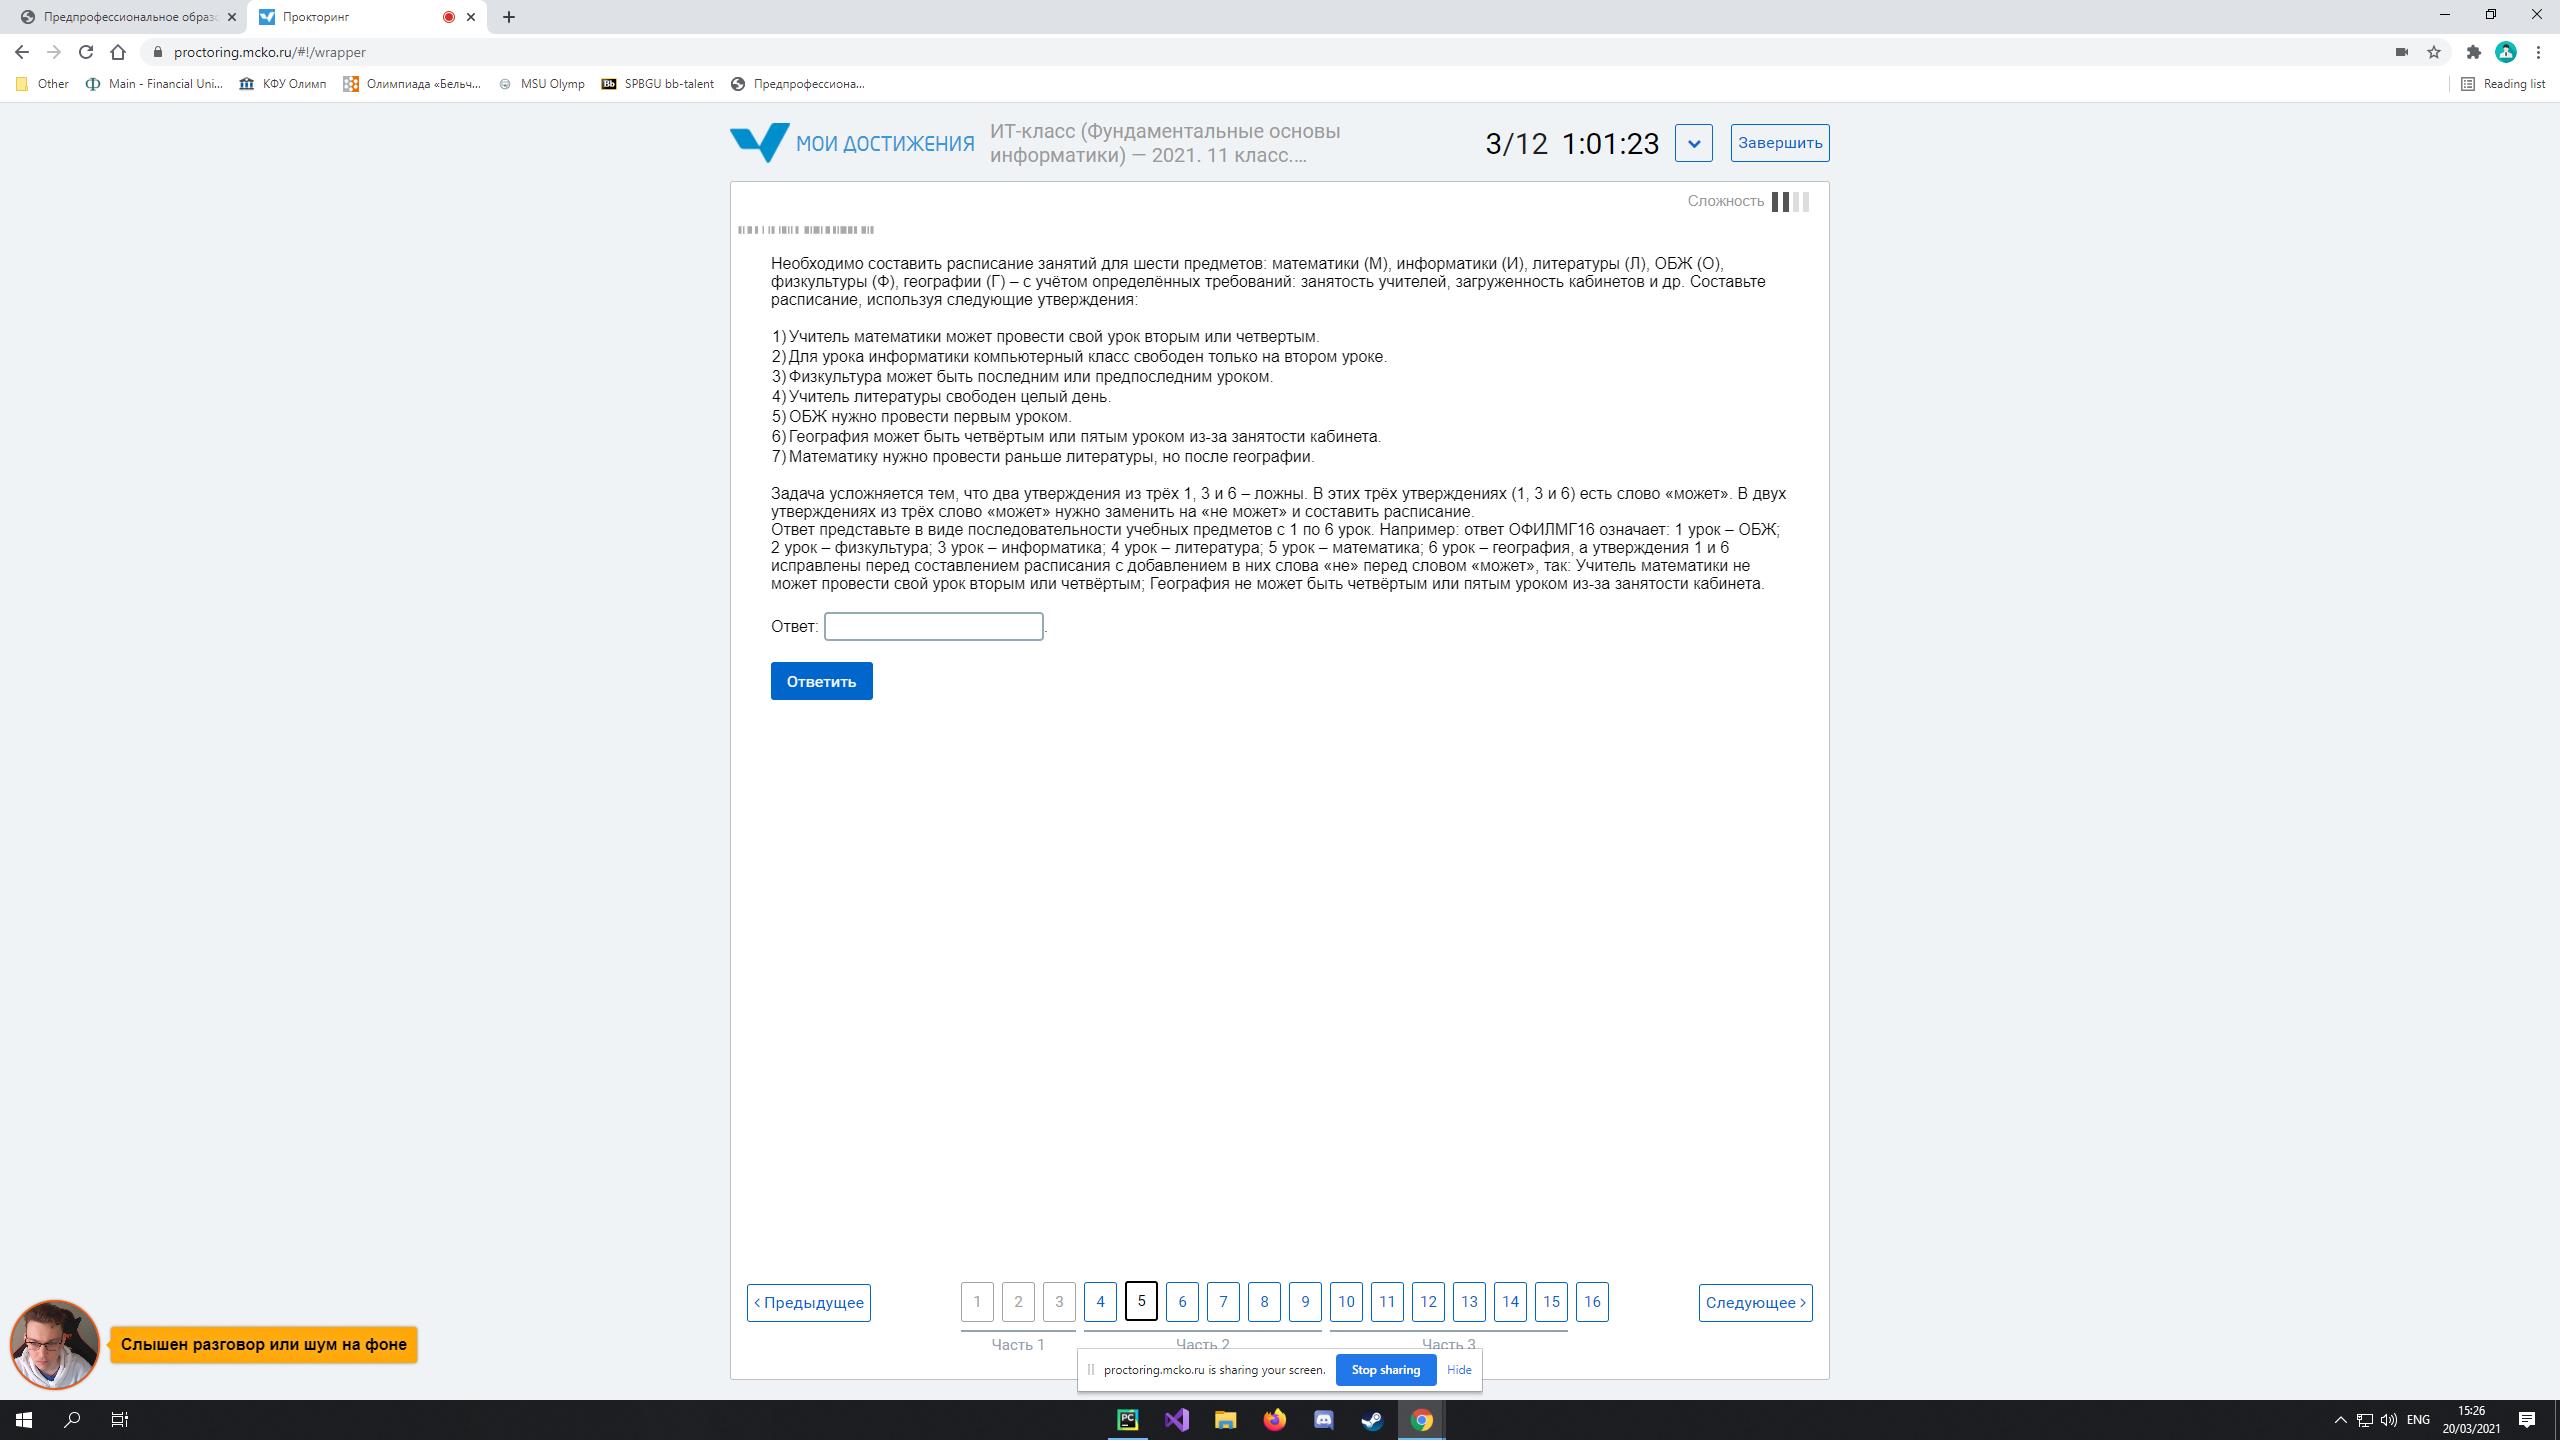 Предпрофессиональное образо
Прокторинг
proctoring.mcko.ru/#!/wrapper
Other
Main - Financial Uni...
КФУ Олимп
Олимпиада «Бельч...
MSU Olymp
Bb
SPBGU bb-talent
Предпрофессиона...
Reading list
МОИ ДОСТИЖЕНИЯ
ИТ-класс (Фундаментальные основы
информатики) — 2021. 11 класс....
3/12 1:01:23
Завершить
Сложность
Необходимо составить расписание занятий для шести предметов: математики (М), информатики (И), литературы (Л), ОБЖ (О),
физкультуры (Ф), географии (Г) – с учётом определённых требований: занятость учителей, загруженность кабинетов и др. Составьте
расписание, используя следующие утверждения:
1) Учитель математики может провести свой урок вторым или четвертым.
2) Для урока информатики компьютерный класс свободен только на втором уроке.
3) Физкультура может быть последним или предпоследним уроком.
4) Учитель литературы свободен целый день.
5) ОБЖ нужно провести первым уроком.
6) География может быть четвёртым или пятым уроком из-за занятости кабинета.
7) Математику нужно провести раньше литературы, но после географии.
Задача усложняется тем, что два утверждения из трёх 1, 3 и 6 – ложны. В этих трёх утверждениях (1, 3 и 6) есть слово «может». В двух
утверждениях из трёх слово «может» нужно заменить на «не может» и составить расписание.
Ответ представьте в виде последовательности учебных предметов с 1 по 6 урок. Например: ответ ОФИЛМГ16 означает: 1 урок – ОБЖ;
2 урок – физкультура; 3 урок – информатика; 4 урок – литература; 5 урок – математика; 6 урок – география, а утверждения 1 и 6
исправлены перед составлением расписания с добавлением в них слова «не» перед словом «может», так: Учитель математики не
может провести свой урок вторым или четвёртым; География не может быть четвёртым или пятым уроком из-за занятости кабинета.
Ответ: .
Ответить
‹ Предыдущее
1 2 3 4 5 6 7 8 9 10 11 12 13 14 15 16
Следующее ›
Часть 1
Часть 2
Часть 3
Слышен разговор или шум на фоне
proctoring.mcko.ru is sharing your screen.
Stop sharing
Hide
PC
ENG
15:26
20/03/2021